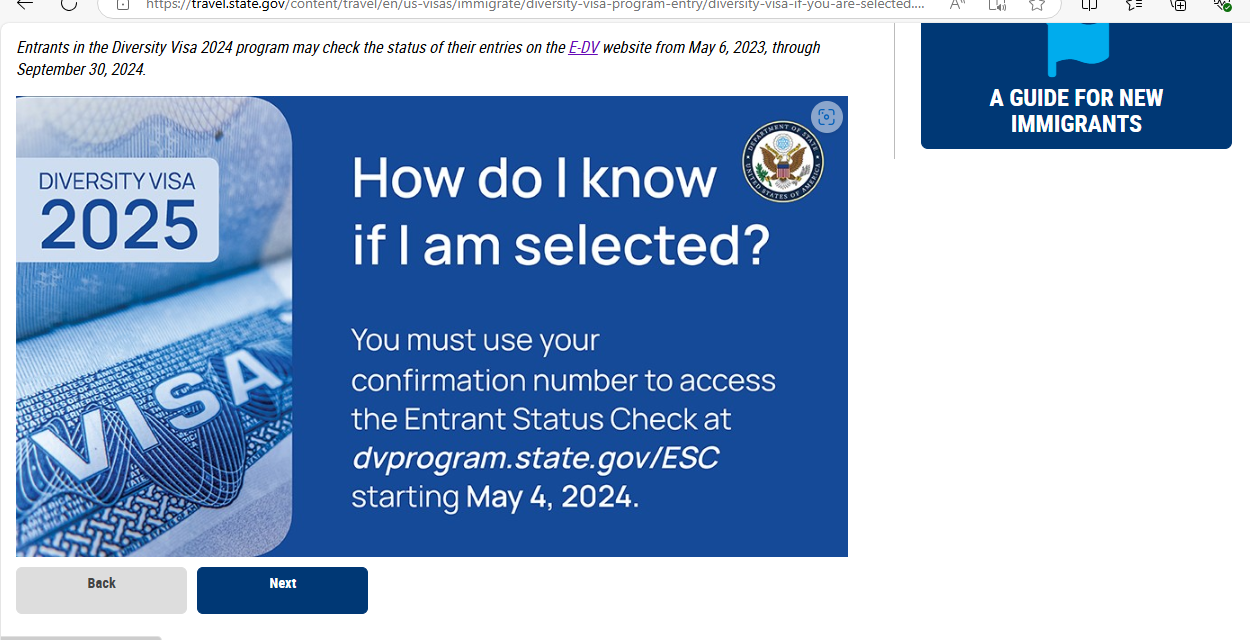 https://travel.state.gov/content/travel/en/us-visas/immigrate/diversity-visa-program-entry/diversity-visa-if-you-are-selected....
Entrants in the Diversity Visa 2024 program may check the status of their entries on the E-DV website from May 6, 2023, through
September 30, 2024.
A GUIDE FOR NEW
IMMIGRANTS
DIVERSITY VISA
2025
How do I know
if I am selected?
DEPARTMENT OF STATE
UNITED STATES OF AMERICA
You must use your
confirmation number to access
the Entrant Status Check at
dvprogram.state.gov/ESC
starting May 4, 2024.
VISA
Back
Next